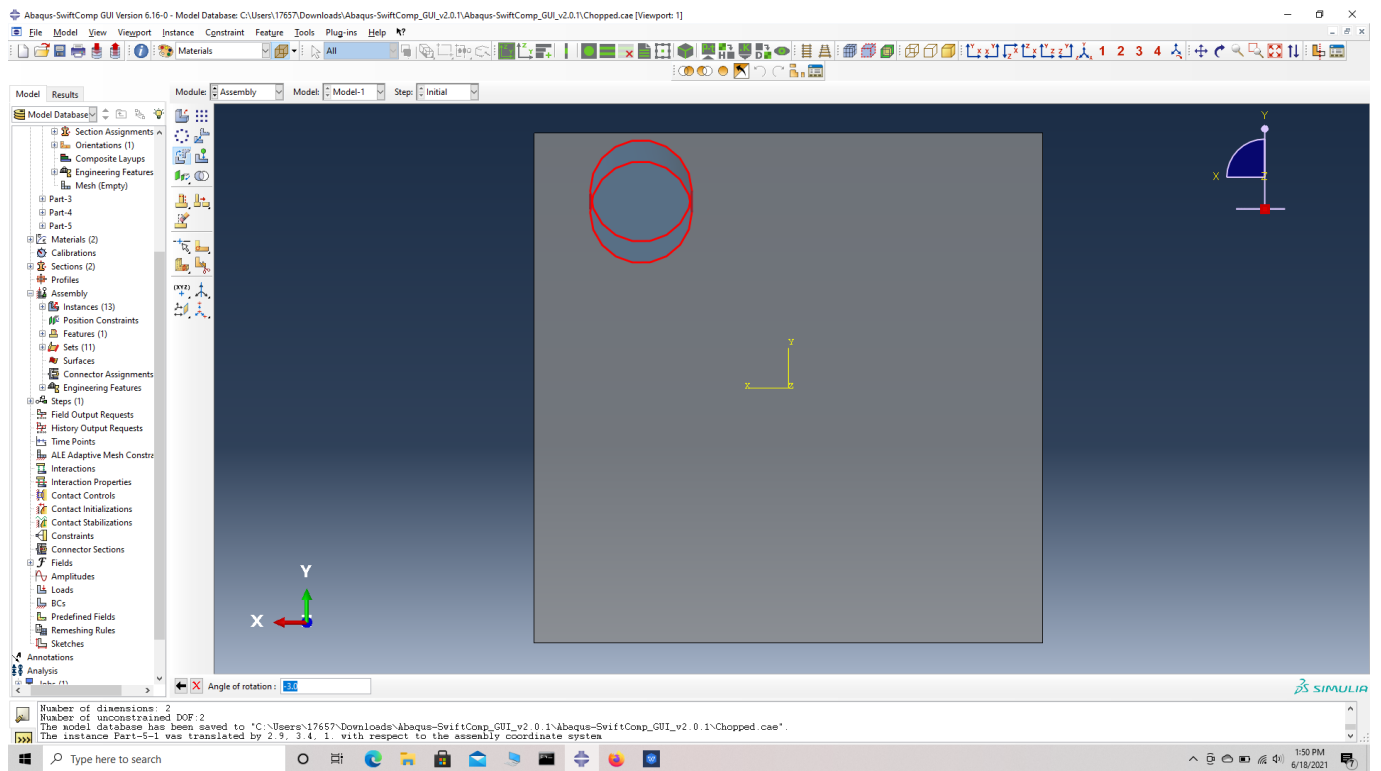 Abaqus-SwiftComp GUI Version 6.16-0 - Model Database: C:\Users\17657\Downloads\Abaqus-SwiftComp_GUI_v2.0.1\Abaqus-SwiftComp_GUI_v2.0.1\Chopped.cae [Viewport: 1]
File Model View Viewport Instance Constraint Feature Tools Plug-ins Help
Materials All
1 2 3 4
Model Results
Module: Assembly Model: Model-1 Step: Initial
Model Database
Section Assignments
Orientations (1)
Composite Layups
Engineering Features
Mesh (Empty)
Part-3
Part-4
Part-5
Materials (2)
Calibrations
Sections (2)
Profiles
Assembly
Instances (13)
Position Constraints
Features (1)
Sets (11)
Surfaces
Connector Assignments
Engineering Features
Steps (1)
Field Output Requests
History Output Requests
Time Points
ALE Adaptive Mesh Constra
Interactions
Interaction Properties
Contact Controls
Contact Initializations
Contact Stabilizations
Constraints
Connector Sections
Fields
Amplitudes
Loads
BCs
Predefined Fields
Remeshing Rules
Sketches
Annotations
Analysis
Jobs (1)
(XYZ)
Y
X Z
Y
X Z
Y
X
Angle of rotation : -3.0
SIMULIA
Number of dimensions: 2
Number of unconstrained DOF:2
The model database has been saved to "C:\Users\17657\Downloads\Abaqus-SwiftComp_GUI_v2.0.1\Abaqus-SwiftComp_GUI_v2.0.1\Chopped.cae".
The instance Part-5-1 was translated by 2.9, 3.4, 1. with respect to the assembly coordinate system
Type here to search
1:50 PM
6/18/2021